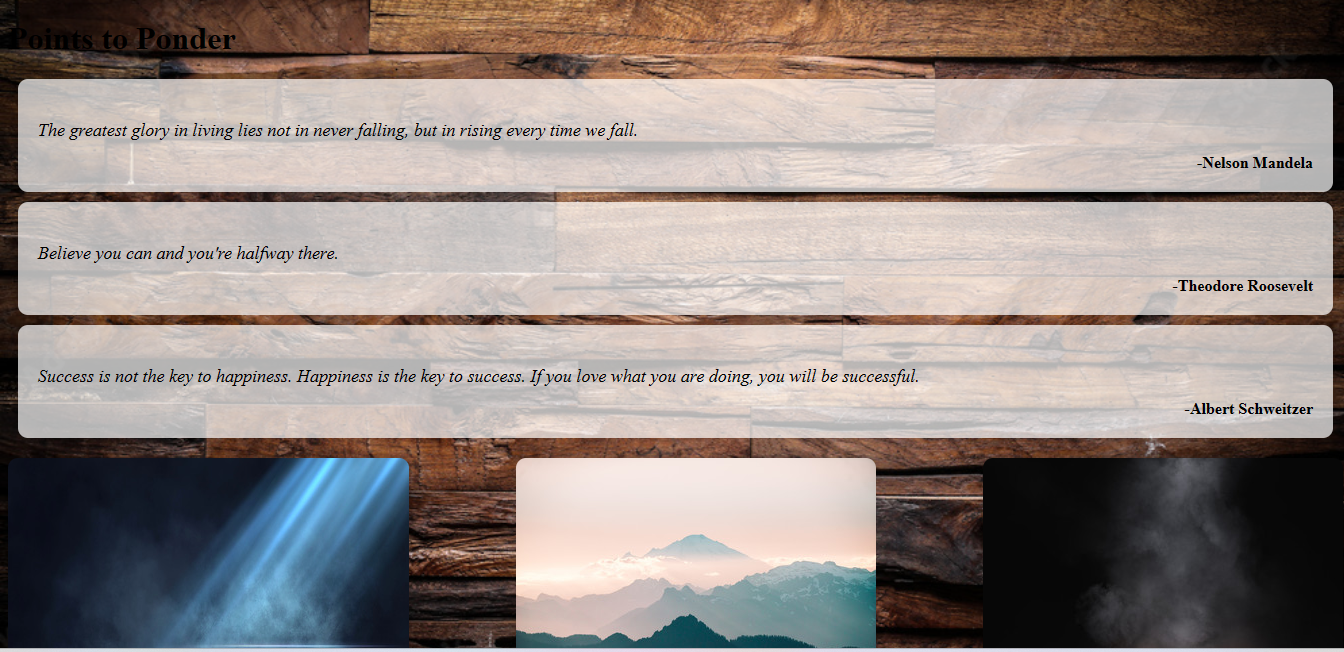 Points to Ponder
The greatest glory in living lies not in never falling, but in rising every time we fall.
-Nelson Mandela
Believe you can and you're halfway there.
-Theodore Roosevelt
Success is not the key to happiness. Happiness is the key to success. If you love what you are doing, you will be successful.
-Albert Schweitzer